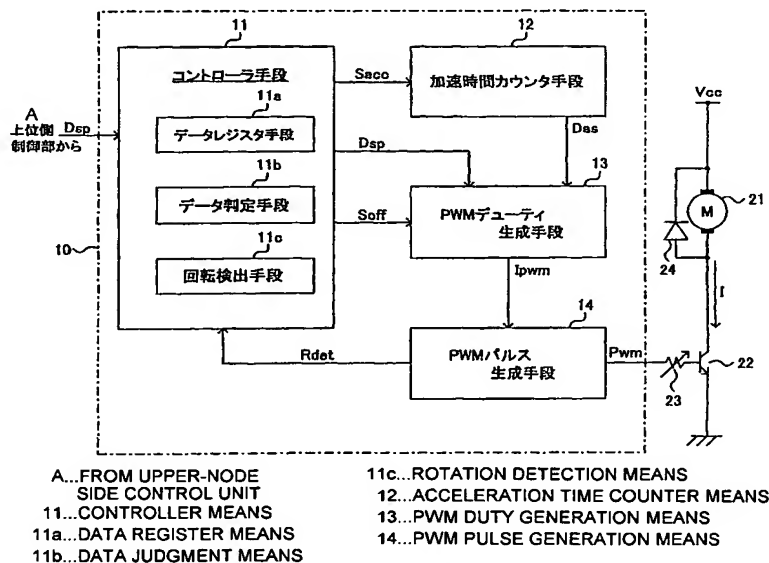 11
12
コントローラ手段
Sacc
加速時間カウンタ手段
Vcc
A
上位側
制御部から
Dsp
11a
データレジスタ手段
Dsp
Das
13
11b
データ判定手段
Soff
PWMデューティ
生成手段
M
21
24
10
11c
回転検出手段
Ipwm
I
14
Rdet
PWMパルス
生成手段
Pwm
22
23
A...FROM UPPER-NODE
SIDE CONTROL UNIT
11...CONTROLLER MEANS
11a...DATA REGISTER MEANS
11b...DATA JUDGMENT MEANS
11c...ROTATION DETECTION MEANS
12...ACCELERATION TIME COUNTER MEANS
13...PWM DUTY GENERATION MEANS
14...PWM PULSE GENERATION MEANS